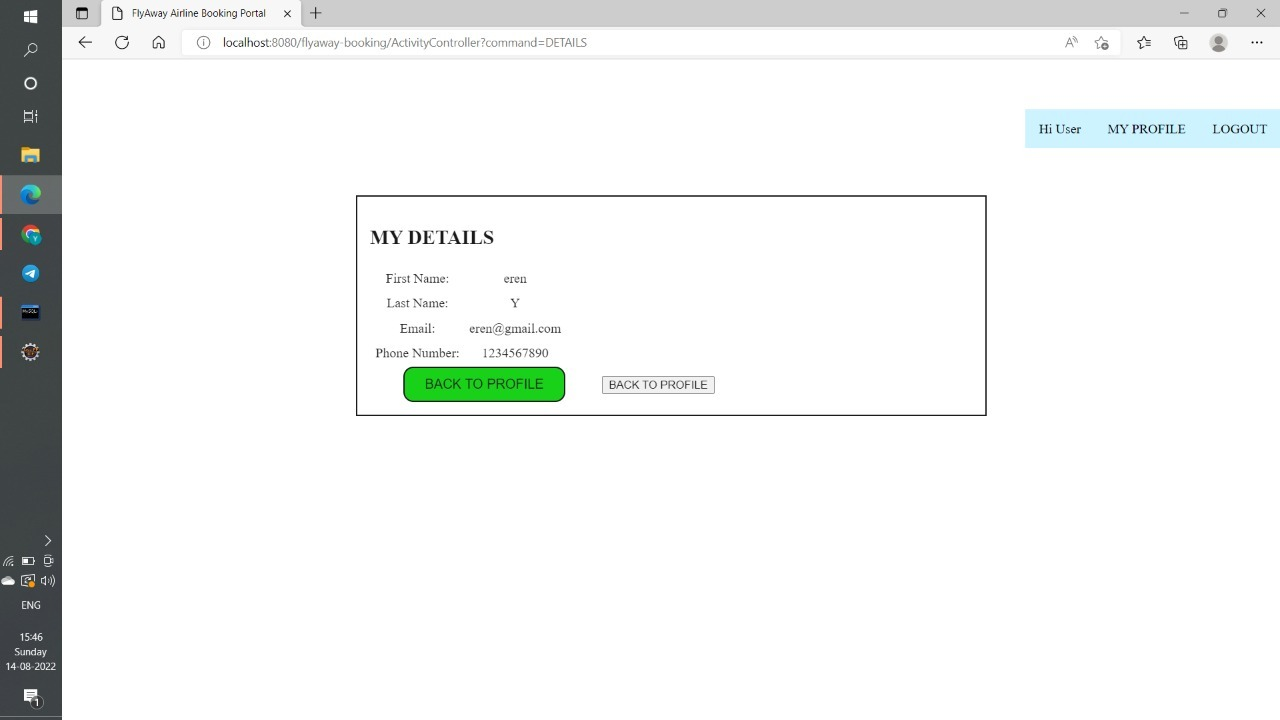 FlyAway Airline Booking Portal
localhost:8080/flyaway-booking/ActivityController?command=DETAILS
Hi User MY PROFILE LOGOUT
MY DETAILS
First Name: eren
Last Name: Y
Email: eren@gmail.com
Phone Number: 1234567890
BACK TO PROFILE BACK TO PROFILE
ENG
15:46
Sunday
14-08-2022
1